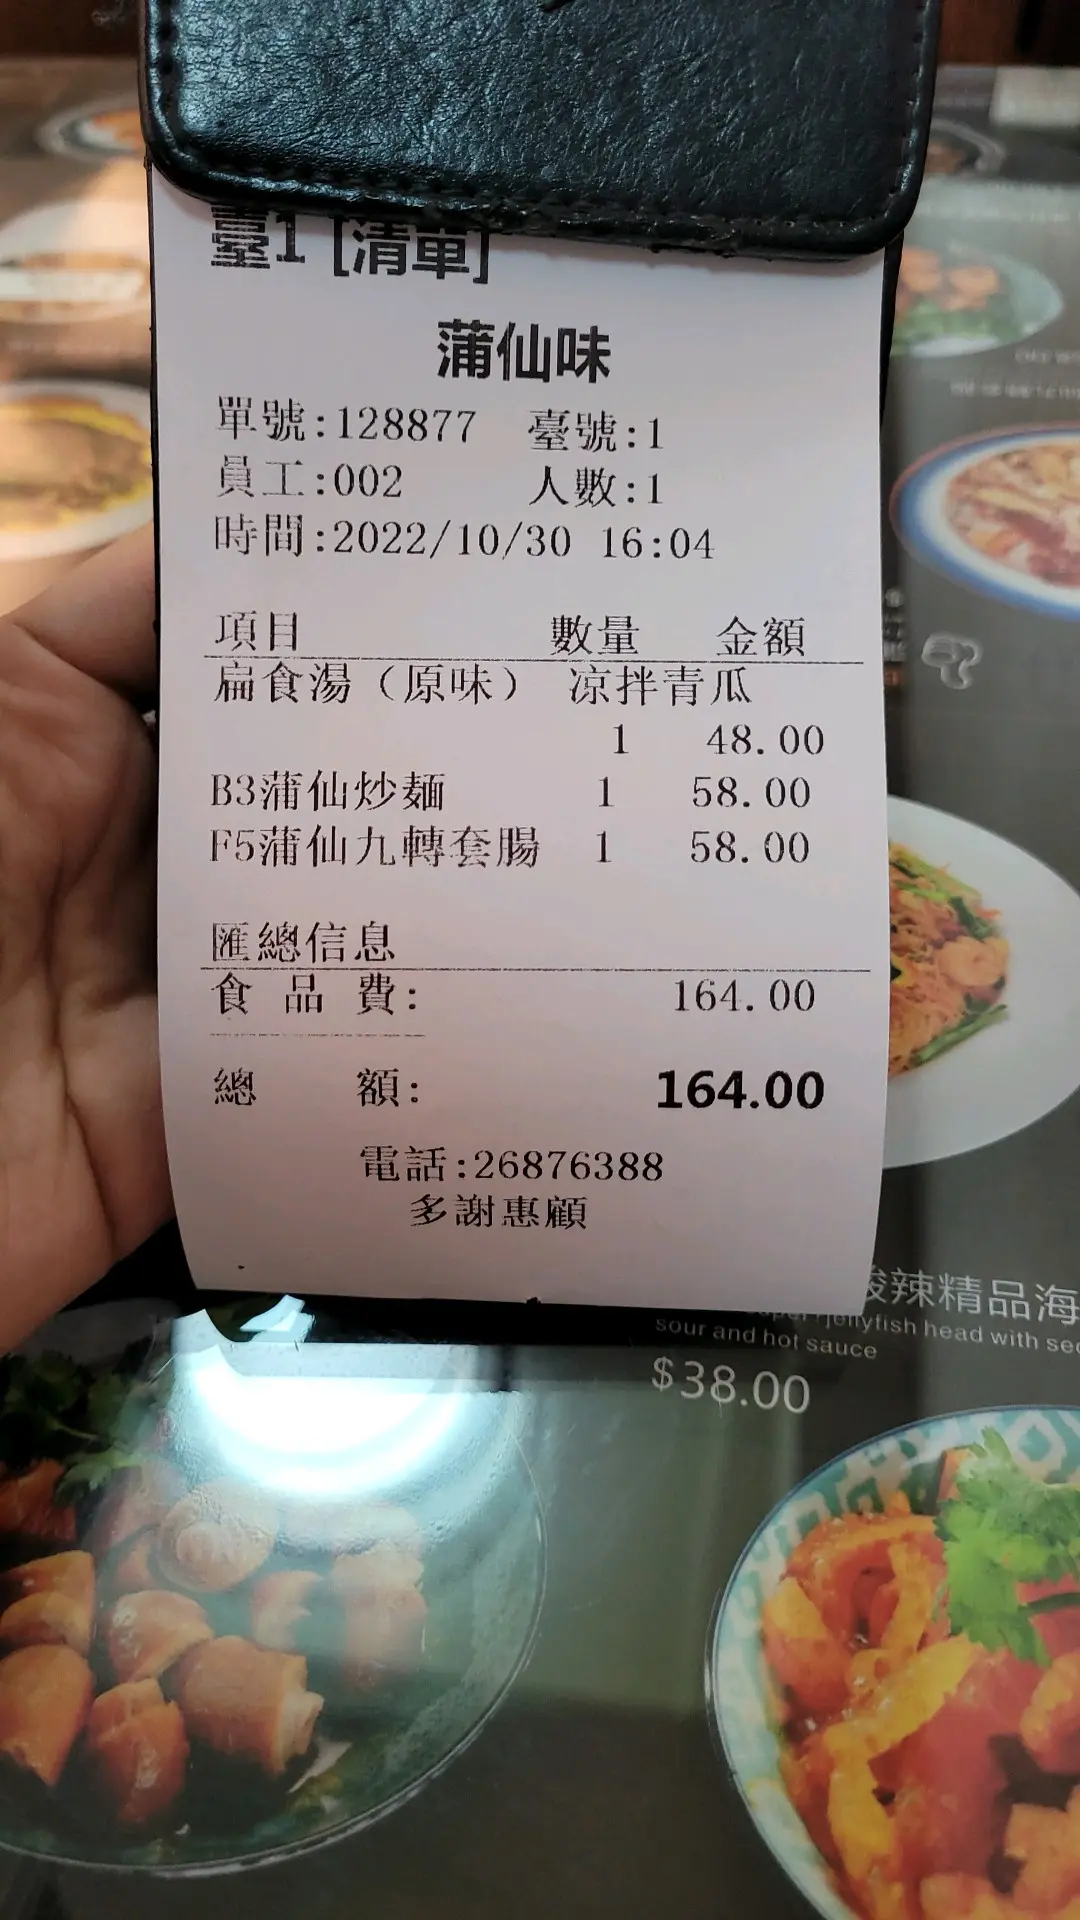 臺1 [清單]
蒲仙味
單號:128877 臺號:1
員工:002 人數:1
時間:2022/10/30 16:04
項目 數量 金額
扁食湯（原味） 凉拌青瓜
1 48.00
B3蒲仙炒麵 1 58.00
F5蒲仙九轉套腸 1 58.00
匯總信息
食品費: 164.00
總額: 164.00
電話:26876388
多謝惠顧
酸辣精品海
jellyfish head with
sour and hot sauce
$38.00